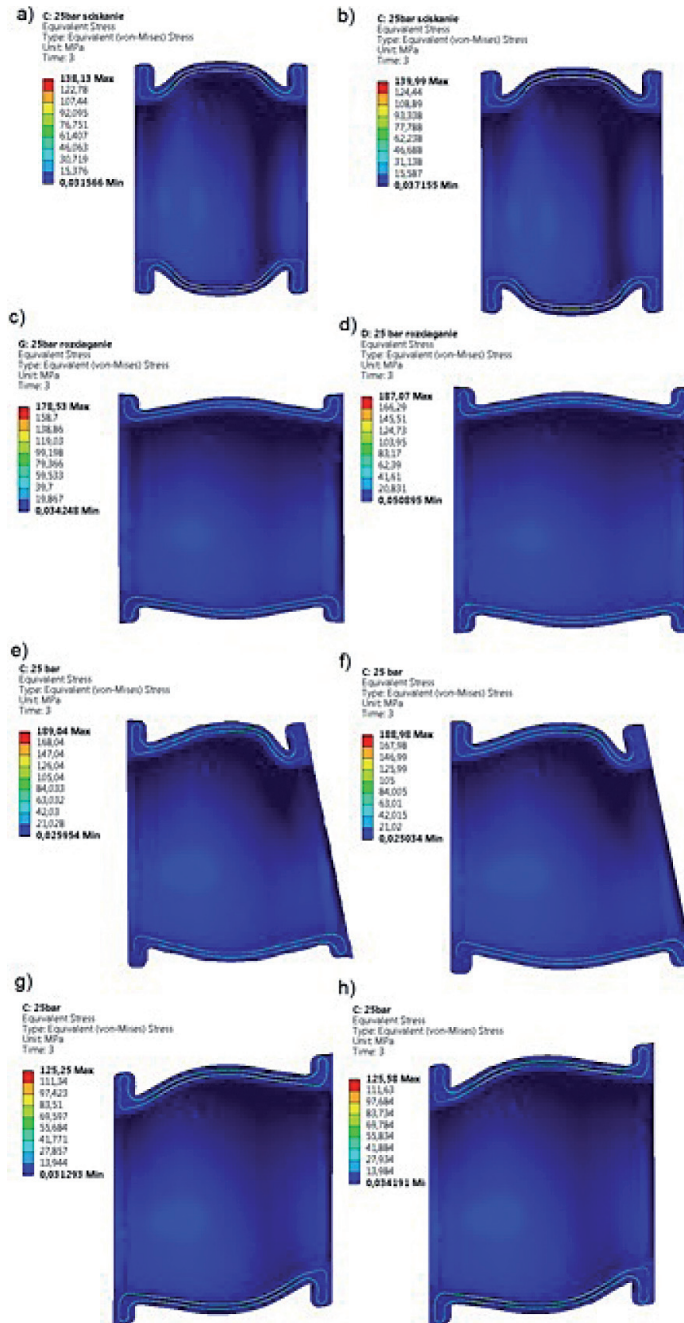 a)
C: 25bar sciskanie
Equivalent Stress
Type: Equivalent (von-Mises) Stress
Unit: MPa
Time: 3
138,13 Max
122,78
107,44
92,095
76,751
61,407
46,063
30,719
15,376
0,031566 Min
b)
C: 25bar sciskanie
Equivalent Stress
Type: Equivalent (von-Mises) Stress
Unit: MPa
Time: 3
139,99 Max
124,44
108,89
93,338
77,788
62,238
46,688
31,138
15,587
0,037155 Min
c)
G: 25bar rozciaganie
Equivalent Stress
Type: Equivalent (von-Mises) Stress
Unit: MPa
Time: 3
178,53 Max
158,7
138,86
119,03
99,198
79,366
59,533
39,7
19,867
0,034248 Min
d)
D: 25 bar rozciaganie
Equivalent Stress
Type: Equivalent (von-Mises) Stress
Unit: MPa
Time: 3
187,07 Max
166,29
145,51
124,73
103,95
83,17
62,39
41,61
20,831
0,050895 Min
e)
C: 25 bar
Equivalent Stress
Type: Equivalent (von-Mises) Stress
Unit: MPa
Time: 3
189,04 Max
168,04
147,04
126,04
105,04
84,033
63,032
42,03
21,028
0,025954 Min
f)
C: 25 bar
Equivalent Stress
Type: Equivalent (von-Mises) Stress
Unit: MPa
Time: 3
188,98 Max
167,98
146,99
125,99
105
84,005
63,01
42,015
21,02
0,025034 Min
g)
C: 25bar
Equivalent Stress
Type: Equivalent (von-Mises) Stress
Unit: MPa
Time: 3
125,25 Max
111,34
97,423
83,51
69,597
55,684
41,771
27,857
13,944
0,031293 Min
h)
C: 25bar
Equivalent Stress
Type: Equivalent (von-Mises) Stress
Unit: MPa
Time: 3
125,58 Max
111,63
97,684
83,734
69,784
55,834
41,884
27,934
13,984
0,034191 Mi